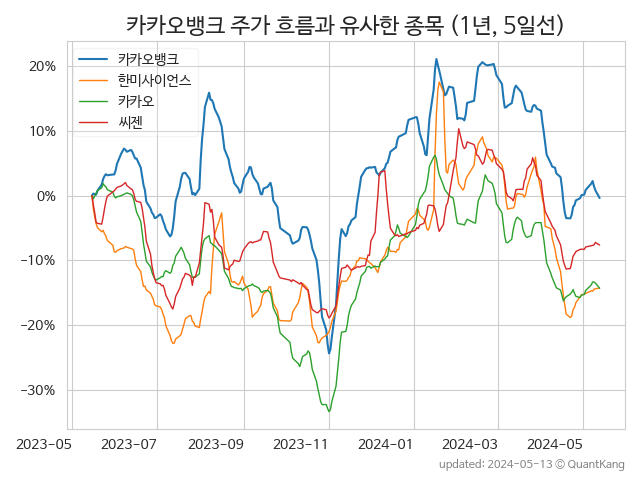 카카오뱅크 주가 흐름과 유사한 종목 (1년, 5일선)
카카오뱅크
한미사이언스
카카오
씨젠
20%
10%
0%
−10%
−20%
−30%
2023-05 2023-07 2023-09 2023-11 2024-01 2024-03 2024-05
updated: 2024-05-13 ⓒ QuantKang